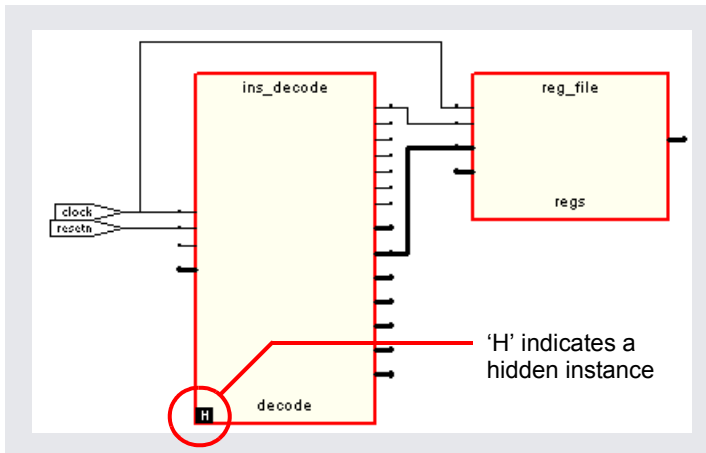 ins_decode
reg_file
clock
resetn
regs
‘H’ indicates a
hidden instance
decode
H